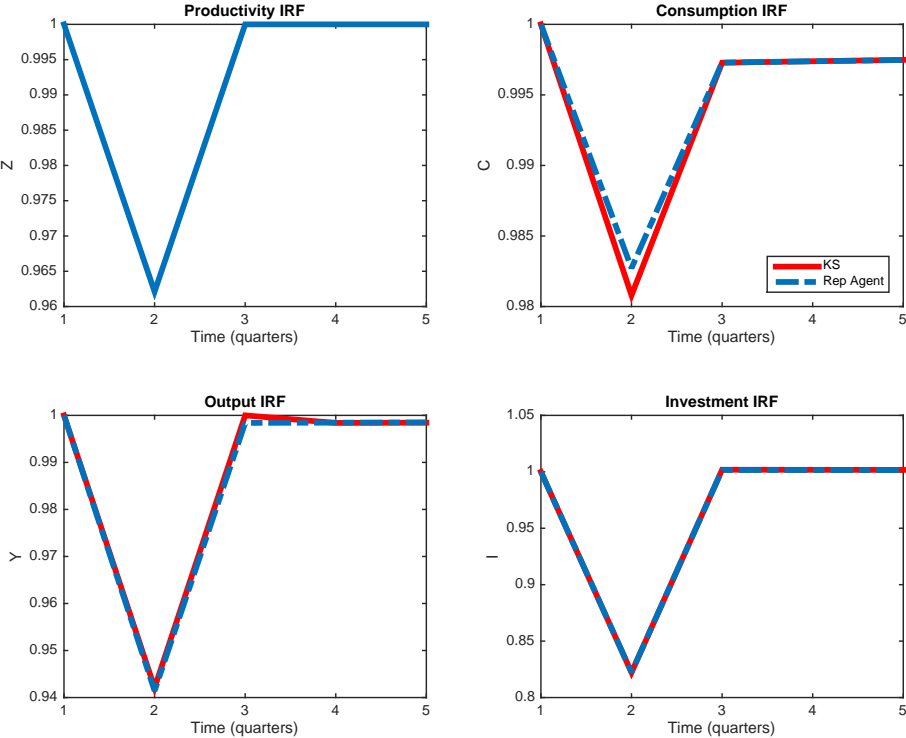 Productivity IRF
1
0.995
0.99
0.985
0.98
0.975
0.97
0.965
0.96
Z
1 2 3 4 5
Time (quarters)
Consumption IRF
1
0.995
0.99
0.985
0.98
C
KS
Rep Agent
1 2 3 4 5
Time (quarters)
Output IRF
1
0.99
0.98
0.97
0.96
0.95
0.94
Y
1 2 3 4 5
Time (quarters)
Investment IRF
1.05
1
0.95
0.9
0.85
0.8
I
1 2 3 4 5
Time (quarters)